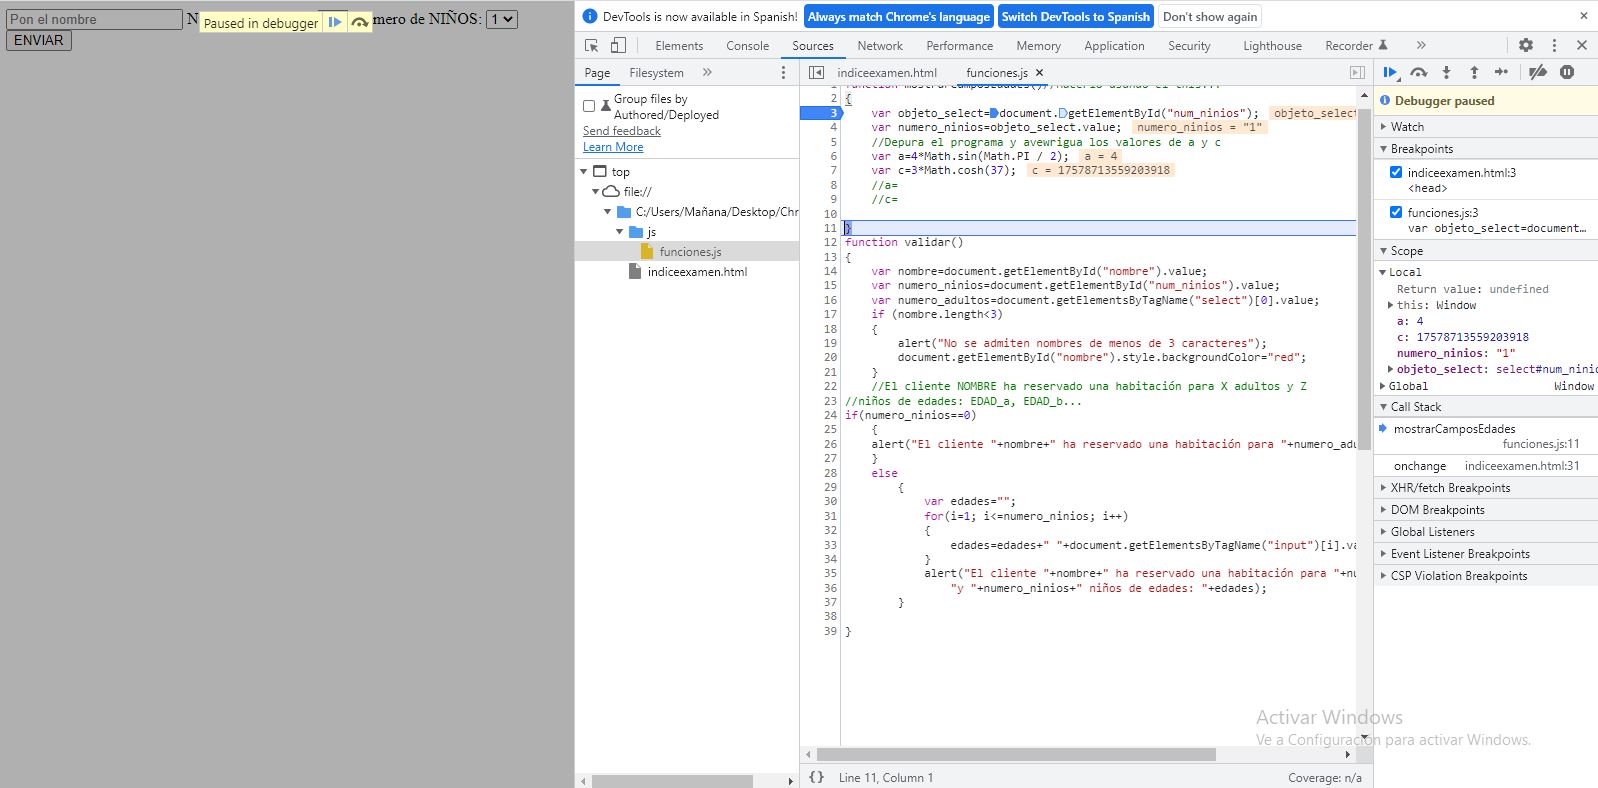 Pon el nombre
N
Paused in debugger
mero de NIÑOS: 1
ENVIAR
DevTools is now available in Spanish! Always match Chrome's language Switch DevTools to Spanish Don't show again
Elements Console Sources Network Performance Memory Application Security Lighthouse Recorder
Page Filesystem
Group files by
Authored/Deployed
Send feedback
Learn More
top
file://
C:/Users/Mañana/Desktop/Chr
js
funciones.js
indiceexamen.html
indiceexamen.html funciones.js
1 function mostrarCamposEdades()//hacerlo usando el this...
2 {
3 var objeto_select=document.getElementById("num_ninios"); objeto_select
4 var numero_ninios=objeto_select.value; numero_ninios = "1"
5 //Depura el programa y avewrigua los valores de a y c
6 var a=4*Math.sin(Math.PI / 2); a = 4
7 var c=3*Math.cosh(37); c = 17578713559203918
8 //a=
9 //c=
10
11 }
12 function validar()
13 {
14 var nombre=document.getElementById("nombre").value;
15 var numero_ninios=document.getElementById("num_ninios").value;
16 var numero_adultos=document.getElementsByTagName("select")[0].value;
17 if (nombre.length<3)
18 {
19 alert("No se admiten nombres de menos de 3 caracteres");
20 document.getElementById("nombre").style.backgroundColor="red";
21 }
22 //El cliente NOMBRE ha reservado una habitación para X adultos y Z
23 //niños de edades: EDAD_a, EDAD_b...
24 if(numero_ninios==0)
25 {
26 alert("El cliente "+nombre+" ha reservado una habitación para "+numero_adu
27 }
28 else
29 {
30 var edades="";
31 for(i=1; i<=numero_ninios; i++)
32 {
33 edades=edades+" "+document.getElementsByTagName("input")[i].va
34 }
35 alert("El cliente "+nombre+" ha reservado una habitación para "+nu
36 "y "+numero_ninios+" niños de edades: "+edades);
37 }
38
39 }
{} Line 11, Column 1 Coverage: n/a
Debugger paused
Watch
Breakpoints
indiceexamen.html:3
<head>
funciones.js:3
var objeto_select=document…
Scope
Local
Return value: undefined
this: Window
a: 4
c: 17578713559203918
numero_ninios: "1"
objeto_select: select#num_ninio
Global Window
Call Stack
mostrarCamposEdades
funciones.js:11
onchange indiceexamen.html:31
XHR/fetch Breakpoints
DOM Breakpoints
Global Listeners
Event Listener Breakpoints
CSP Violation Breakpoints
Activar Windows
Ve a Configuración para activar Windows.